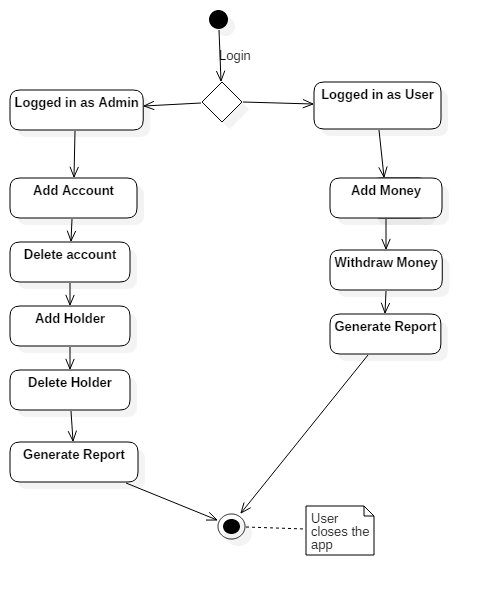 Login
Logged in as Admin
Logged in as User
Add Account
Add Money
Delete account
Withdraw Money
Add Holder
Generate Report
Delete Holder
Generate Report
User
closes the
app